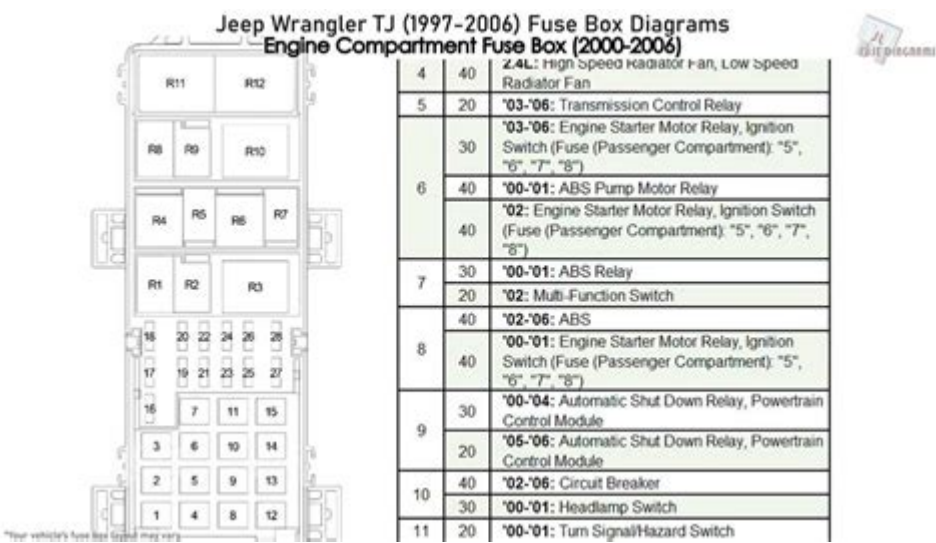 Jeep Wrangler TJ (1997-2006) Fuse Box Diagrams
Engine Compartment Fuse Box (2000-2006)
FUSE DIAGRAMS
R11 R12
R8 R9 R10
R4 R5 R6 R7
R1 R2 R3
18 20 22 24 26 28
17 19 21 23 25 27
16 7 11 15
3 6 10 14
2 5 9 13
1 4 8 12
4 40 2.4L: High Speed Radiator Fan, Low Speed
Radiator Fan
5 20 '03-'06: Transmission Control Relay
6 30 '03-'06: Engine Starter Motor Relay, Ignition
Switch (Fuse (Passenger Compartment): "5",
"6", "7", "8")
40 '00-'01: ABS Pump Motor Relay
40 '02: Engine Starter Motor Relay, Ignition Switch
(Fuse (Passenger Compartment): "5", "6", "7",
"8")
7 30 '00-'01: ABS Relay
20 '02: Multi-Function Switch
8 40 '02-'06: ABS
40 '00-'01: Engine Starter Motor Relay, Ignition
Switch (Fuse (Passenger Compartment): "5",
"6", "7", "8")
9 30 '00-'04: Automatic Shut Down Relay, Powertrain
Control Module
20 '05-'06: Automatic Shut Down Relay, Powertrain
Control Module
10 40 '02-'06: Circuit Breaker
30 '00-'01: Headlamp Switch
11 20 '00-'01: Turn Signal/Hazard Switch
*Your vehicle's fuse box layout may vary.